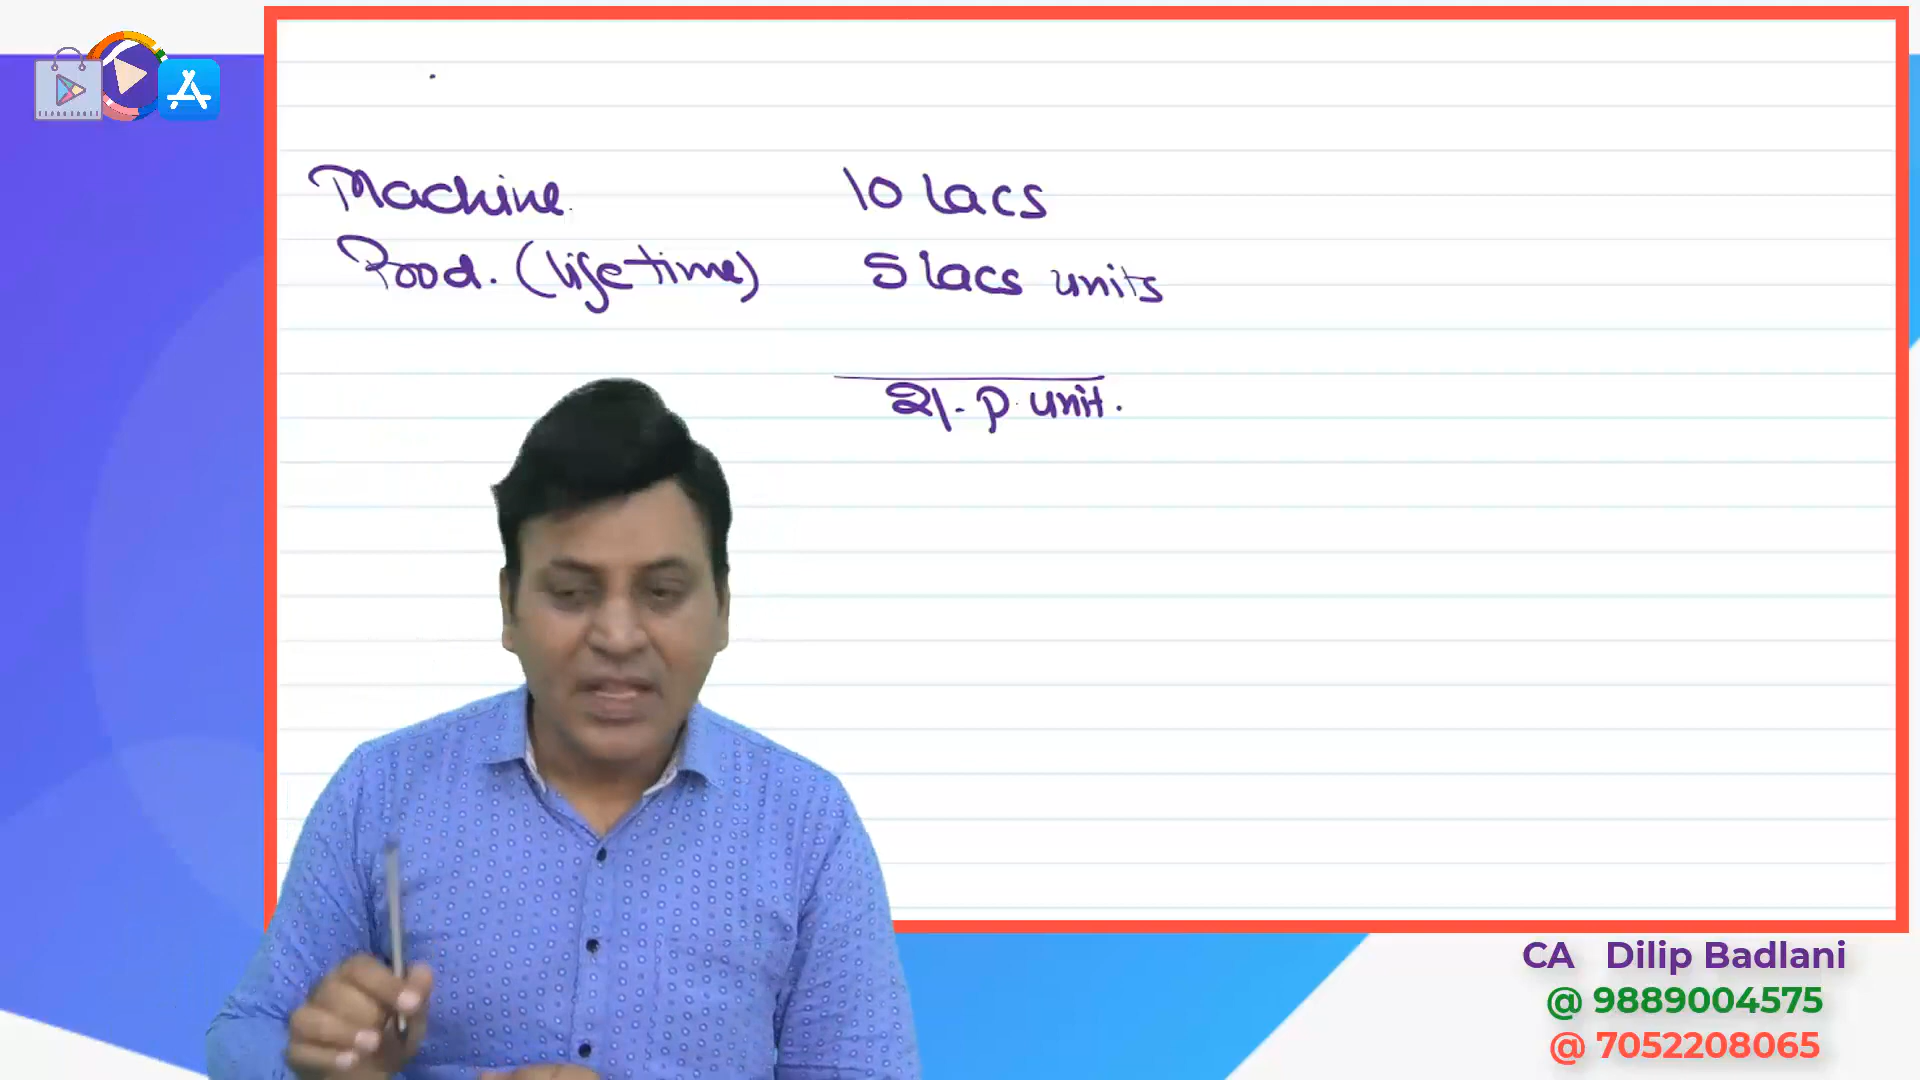 Machine 10 lacs
Prod. (life time) 5 lacs units
2/- p. unit.
CA Dilip Badlani
@ 9889004575
@ 7052208065